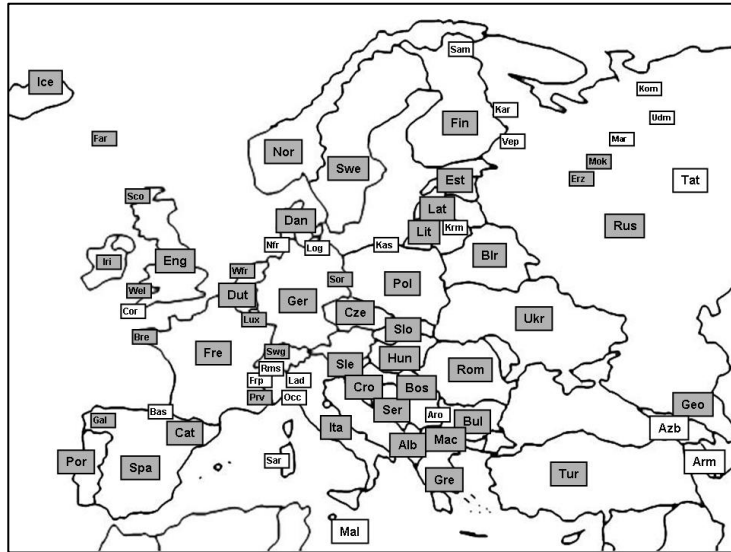 Sam
Ice
Kom
Kar
Udm
Far
Fin
Vep
Mar
Nor
Swe
Mok
Est
Erz
Tat
Sco
Lat
Dan
Lit
Krm
Rus
Nfr
Log
Kas
Iri
Eng
Blr
Wfr
Sor
Wel
Dut
Ger
Pol
Cor
Lux
Cze
Ukr
Slo
Bre
Fre
Swg
Hun
Rms
Sle
Rom
Frp
Lad
Cro
Bos
Prv
Occ
Geo
Bas
Ser
Aro
Gal
Bul
Ita
Azb
Cat
Mac
Alb
Por
Spa
Sar
Arm
Tur
Gre
Mal